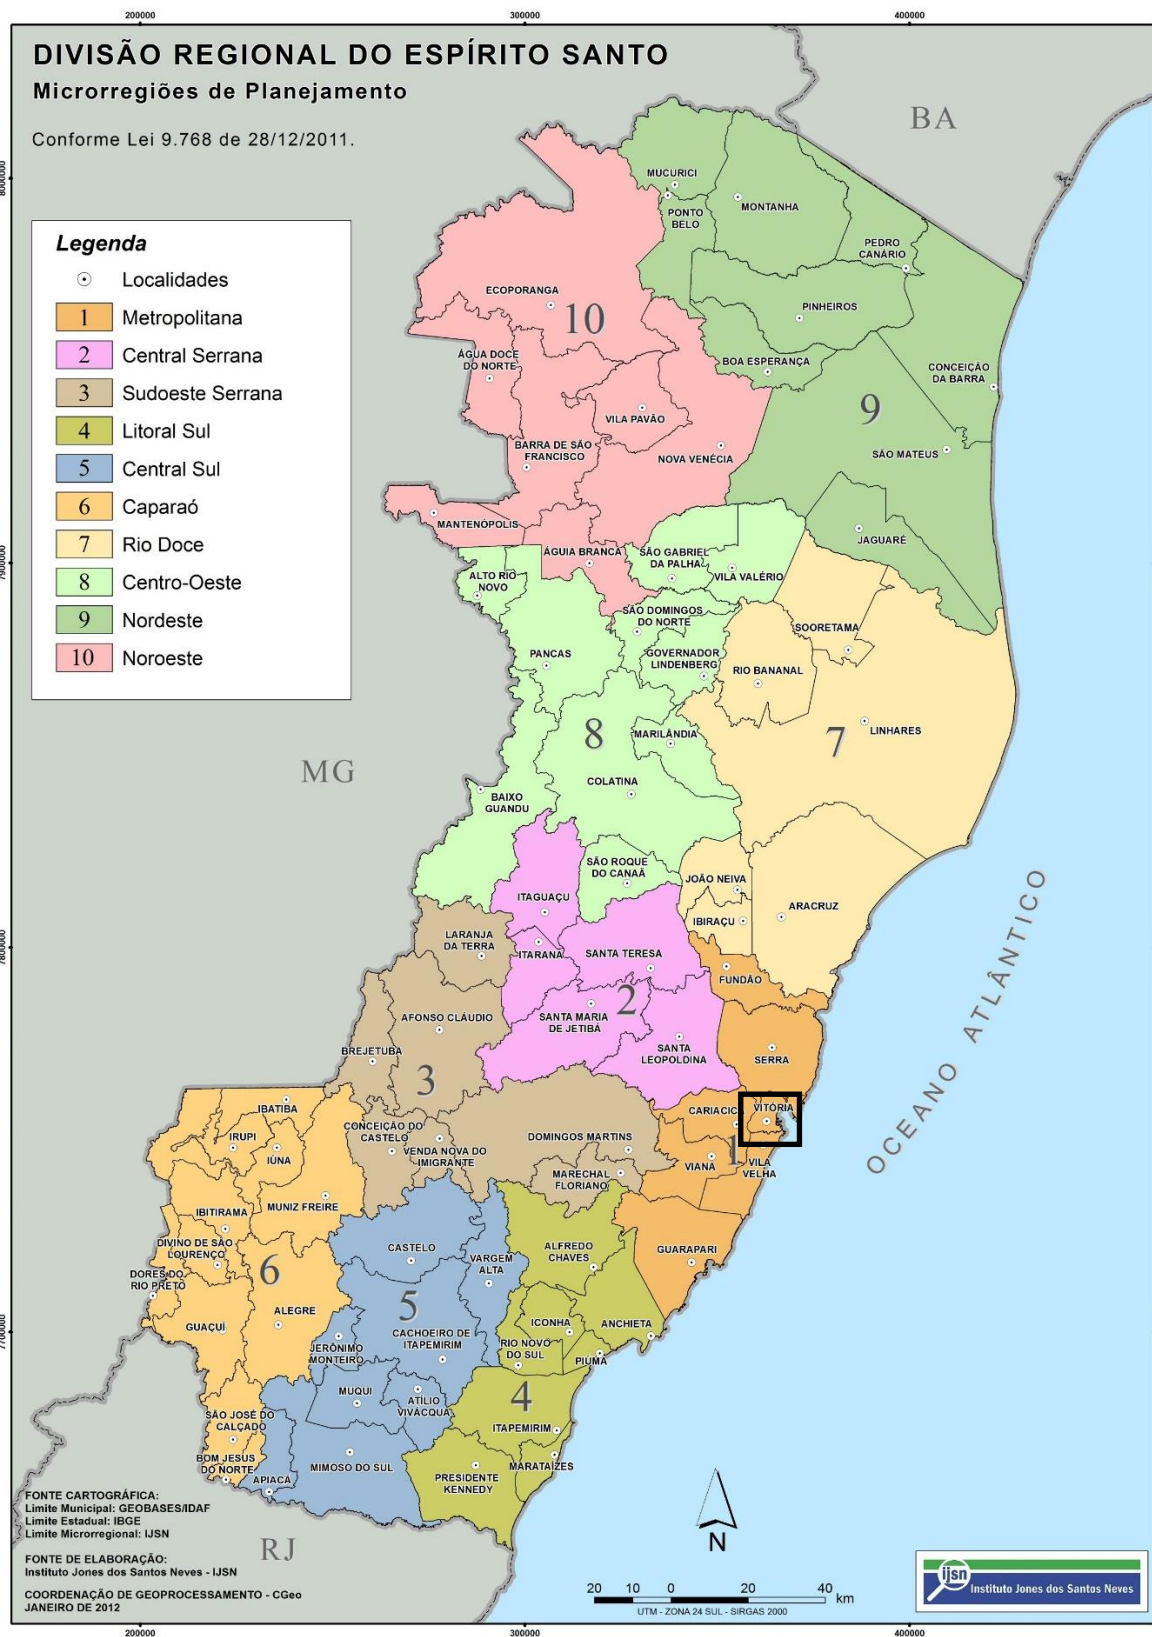 200000
300000
400000
DIVISÃO REGIONAL DO ESPÍRITO SANTO
Microrregiões de Planejamento
Conforme Lei 9.768 de 28/12/2011.
BA
8000000
Legenda
Localidades
1 Metropolitana
2 Central Serrana
3 Sudoeste Serrana
4 Litoral Sul
5 Central Sul
6 Caparaó
7 Rio Doce
8 Centro-Oeste
9 Nordeste
10 Noroeste
MUCURICI
PONTO
BELO
MONTANHA
PEDRO
CANÁRIO
ECOPORANGA
10
PINHEIROS
ÁGUA DOCE
DO NORTE
BOA ESPERANÇA
CONCEIÇÃO
DA BARRA
9
VILA PAVÃO
BARRA DE SÃO
FRANCISCO
NOVA VENÉCIA
SÃO MATEUS
MANTENÓPOLIS
JAGUARÉ
7900000
ÁGUIA BRANCA
SÃO GABRIEL
DA PALHA
ALTO RIO
NOVO
VILA VALÉRIO
SÃO DOMINGOS
DO NORTE
SOORETAMA
PANCAS
GOVERNADOR
LINDENBERG
RIO BANANAL
8
MARILÂNDIA
7
LINHARES
MG
COLATINA
BAIXO
GUANDU
SÃO ROQUE
DO CANAÃ
JOÃO NEIVA
ITAGUAÇU
ARACRUZ
IBIRAÇU
OCEANO ATLÂNTICO
7800000
LARANJA
DA TERRA
ITARANA
SANTA TERESA
FUNDÃO
2
AFONSO CLÁUDIO
SANTA MARIA
DE JETIBÁ
SANTA
LEOPOLDINA
SERRA
BREJETUBA
3
IBATIBA
CARIACICA
VITÓRIA
CONCEIÇÃO DO
CASTELO
IRUPI
IÚNA
VENDA NOVA DO
IMIGRANTE
DOMINGOS MARTINS
1
VIANA
VILA
VELHA
MARECHAL
FLORIANO
IBITIRAMA
MUNIZ FREIRE
DIVINO DE SÃO
LOURENÇO
CASTELO
VARGEM
ALTA
ALFREDO
CHAVES
GUARAPARI
DORES DO
RIO PRETO
6
5
GUAÇUÍ
ALEGRE
7700000
JERÔNIMO
MONTEIRO
CACHOEIRO DE
ITAPEMIRIM
ICONHA
ANCHIETA
RIO NOVO
DO SUL
PIÚMA
MUQUI
ATÍLIO
VIVÁCQUA
4
SÃO JOSÉ DO
CALÇADO
ITAPEMIRIM
BOM JESUS
DO NORTE
APIACÁ
MIMOSO DO SUL
MARATAÍZES
PRESIDENTE
KENNEDY
FONTE CARTOGRÁFICA:
Limite Municipal: GEOBASES/IDAF
Limite Estadual: IBGE
Limite Microrregional: IJSN
RJ
FONTE DE ELABORAÇÃO:
Instituto Jones dos Santos Neves - IJSN
COORDENAÇÃO DE GEOPROCESSAMENTO - CGeo
JANEIRO DE 2012
N
20 10 0 20 40 km
UTM - ZONA 24 SUL - SIRGAS 2000
ijsn
Instituto Jones dos Santos Neves
200000
300000
400000